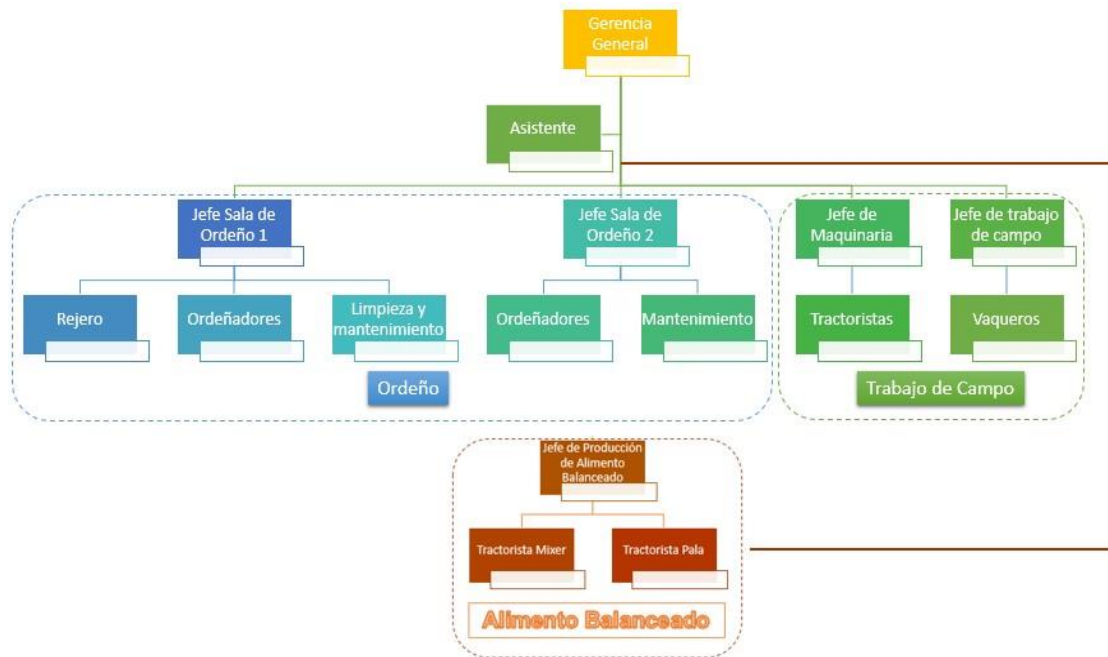 Gerencia
General
Asistente
Jefe Sala de
Ordeño 1
Jefe Sala de
Ordeño 2
Jefe de
Maquinaria
Jefe de trabajo
de campo
Rejero
Ordeñadores
Limpieza y
mantenimiento
Ordeñadores
Mantenimiento
Tractoristas
Vaqueros
Ordeño
Trabajo de Campo
Jefe de Producción
de Alimento
Balanceado
Tractorista Mixer
Tractorista Pala
Alimento Balanceado